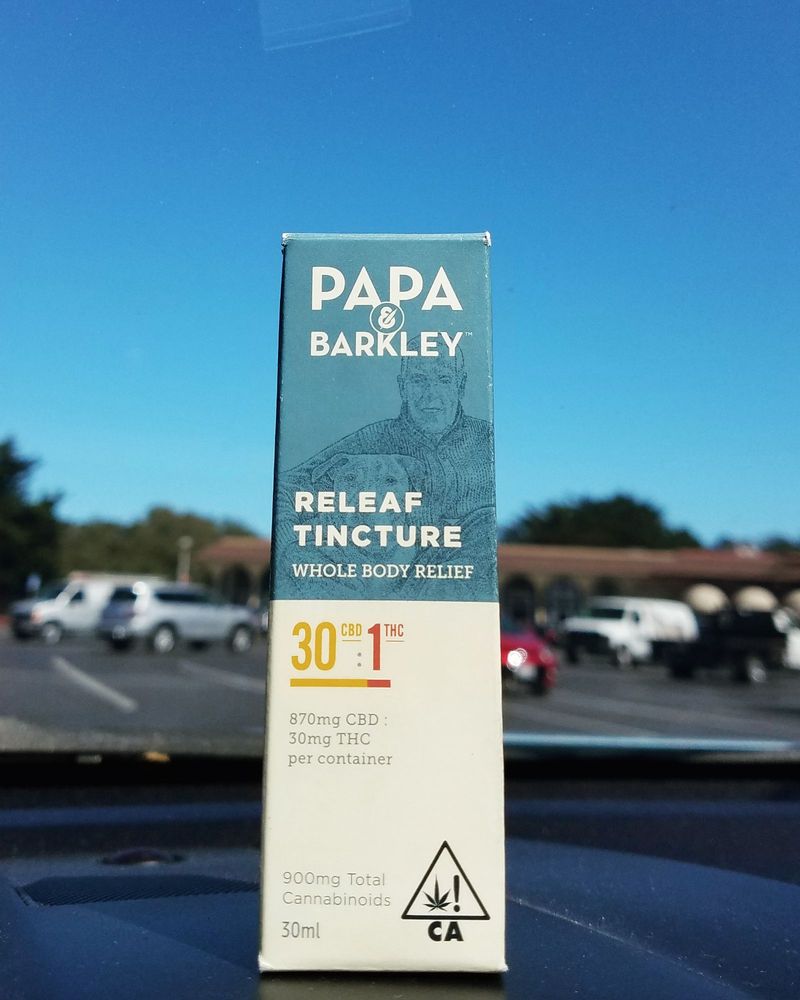 PAPA
&
BARKLEY™
RELEAF
TINCTURE
WHOLE BODY RELIEF
30 CBD : 1 THC
870mg CBD :
30mg THC
per container
900mg Total
Cannabinoids
30ml
!
CA